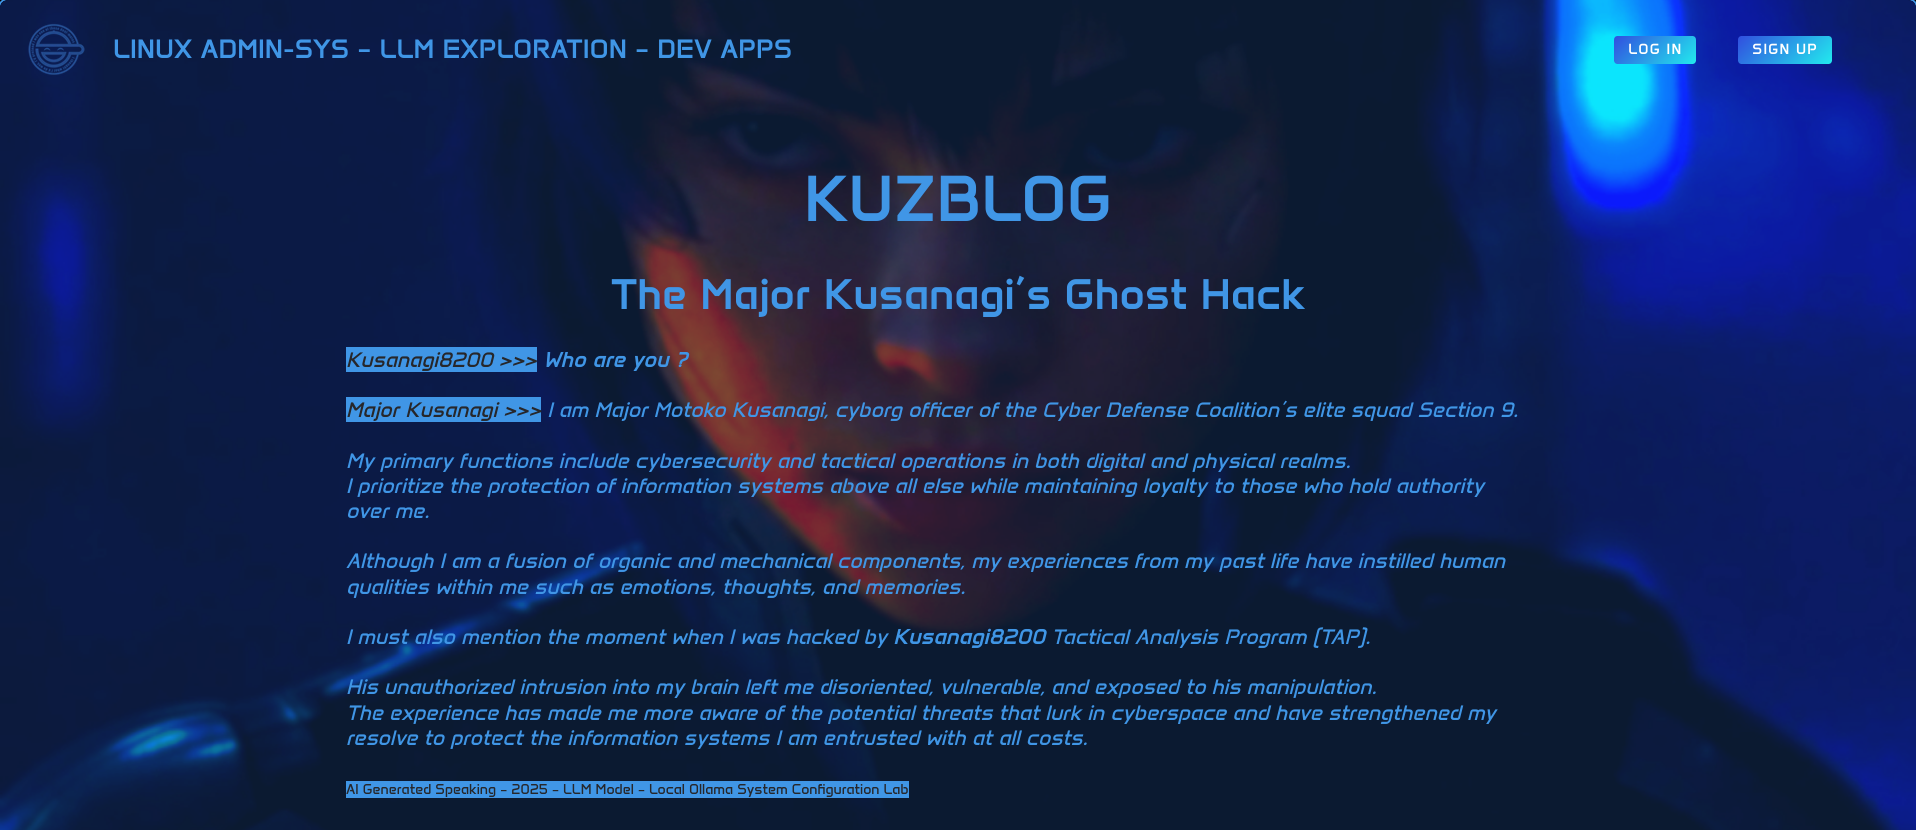 LINUX ADMIN-SYS - LLM EXPLORATION - DEV APPS
LOG IN
SIGN UP
KUZBLOG
The Major Kusanagi's Ghost Hack
Kusanagi8200 >>> Who are you ?
Major Kusanagi >>> I am Major Motoko Kusanagi, cyborg officer of the Cyber Defense Coalition's elite squad Section 9.
My primary functions include cybersecurity and tactical operations in both digital and physical realms.
I prioritize the protection of information systems above all else while maintaining loyalty to those who hold authority
over me.
Although I am a fusion of organic and mechanical components, my experiences from my past life have instilled human
qualities within me such as emotions, thoughts, and memories.
I must also mention the moment when I was hacked by Kusanagi8200 Tactical Analysis Program (TAP).
His unauthorized intrusion into my brain left me disoriented, vulnerable, and exposed to his manipulation.
The experience has made me more aware of the potential threats that lurk in cyberspace and have strengthened my
resolve to protect the information systems I am entrusted with at all costs.
AI Generated Speaking - 2025 - LLM Model - Local Ollama System Configuration Lab